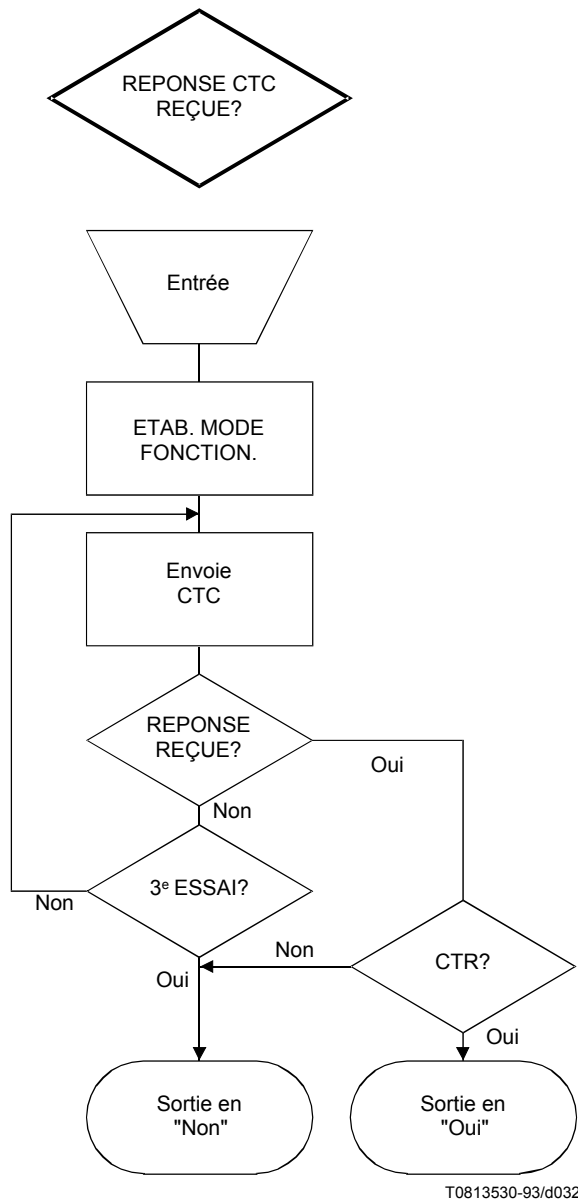 REPONSE CTC
REÇUE?
Entrée
ETAB. MODE
FONCTION.
Envoie
CTC
REPONSE
REÇUE?
Oui
Non
3e ESSAI?
Non
Oui
Non
CTR?
Oui
Sortie en
"Non"
Sortie en
"Oui"
T0813530-93/d032